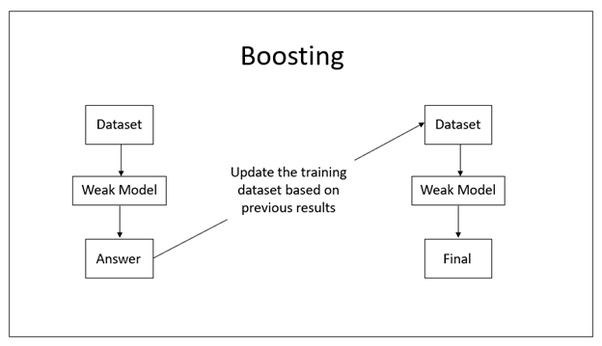 Boosting
Dataset
Weak Model
Answer
Update the training
dataset based on
previous results
Dataset
Weak Model
Final